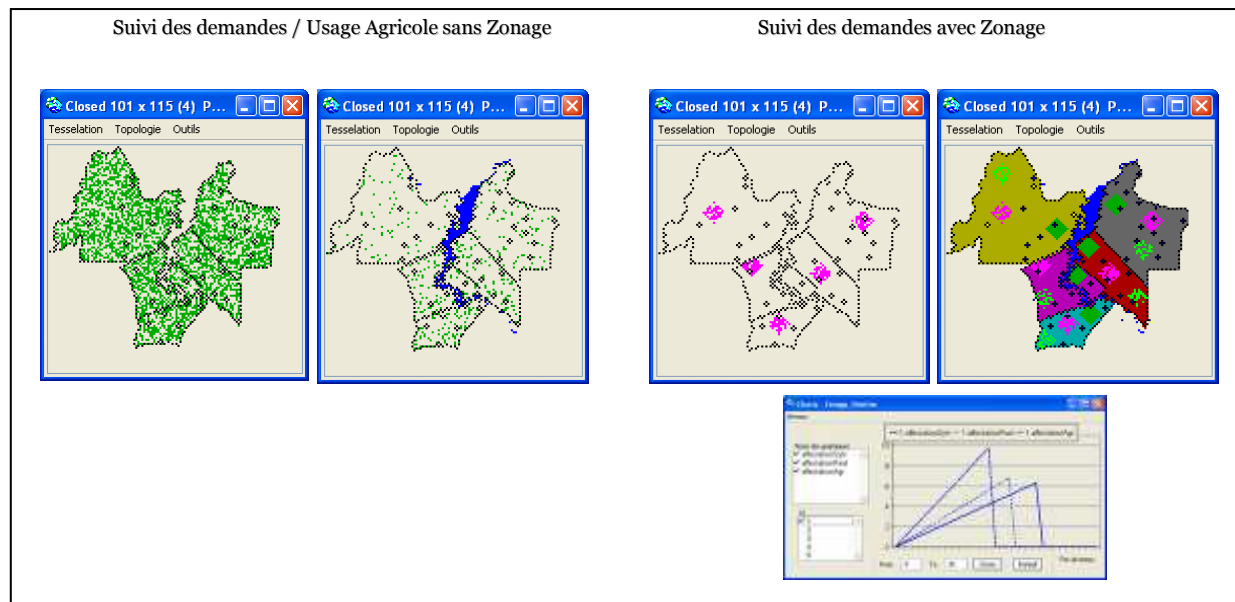 Suivi des demandes / Usage Agricole sans Zonage
Suivi des demandes avec Zonage
Closed 101 x 115 (4) P...
Tesselation Topologie Outils
Closed 101 x 115 (4) P...
Tesselation Topologie Outils
Closed 101 x 115 (4) P...
Tesselation Topologie Outils
Closed 101 x 115 (4) P...
Tesselation Topologie Outils